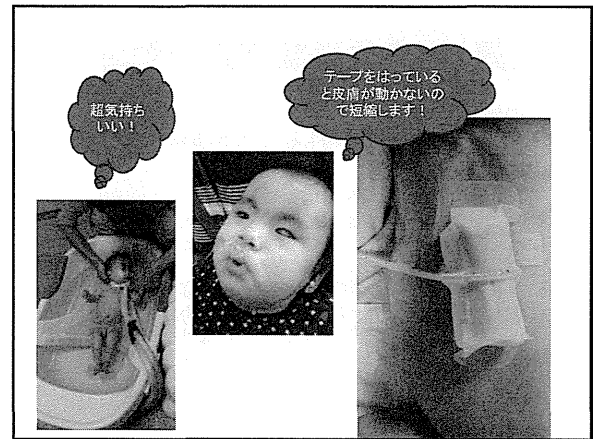 超気持ち
いい！
テープをはっている
と皮膚が動かないの
で短縮します！